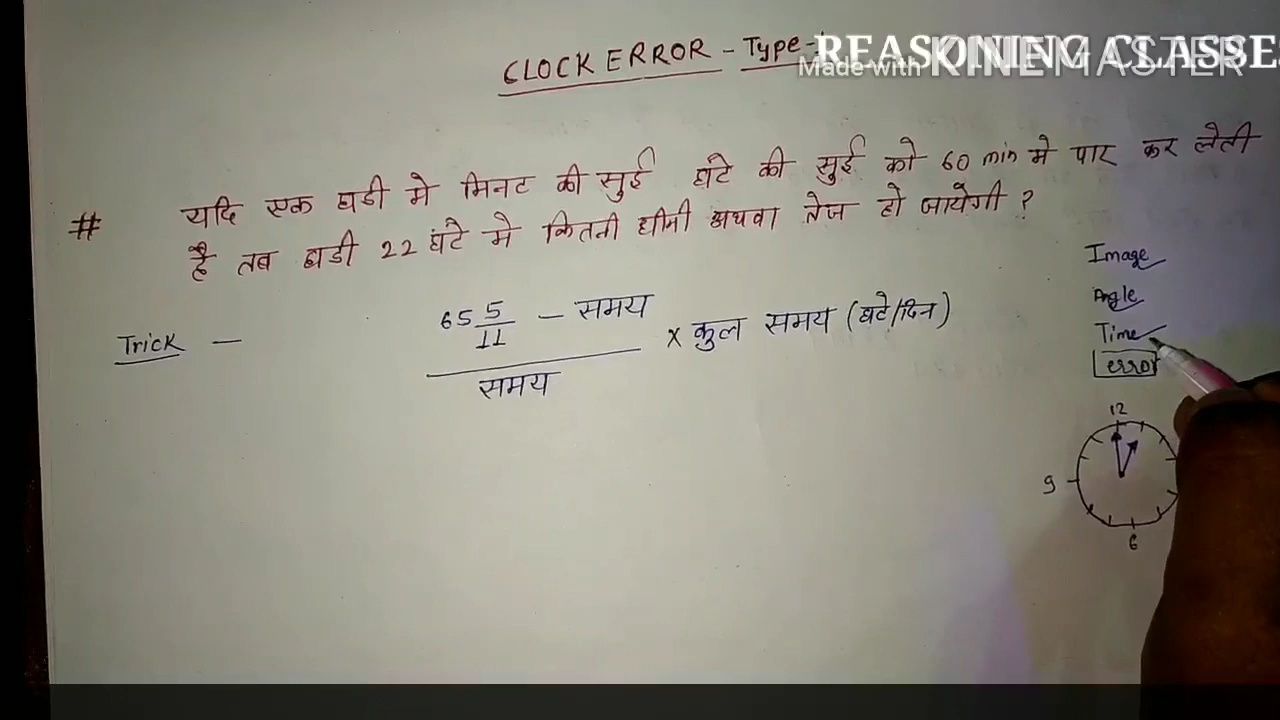 CLOCK ERROR - Type-
REASONING CLASSE
Made with KINEMASTER
# यदि एक घडी मे मिनट की सुई घंटे की सुई को 60 min मे पार कर लेती
है तब घडी 22 घंटे मे कितनी धीमी अथवा तेज हो जायेगी ?
Trick -
65 5/11 - समय
× कुल समय (घंटे/दिन)
समय
Image
Angle
Time
error
12
9
6